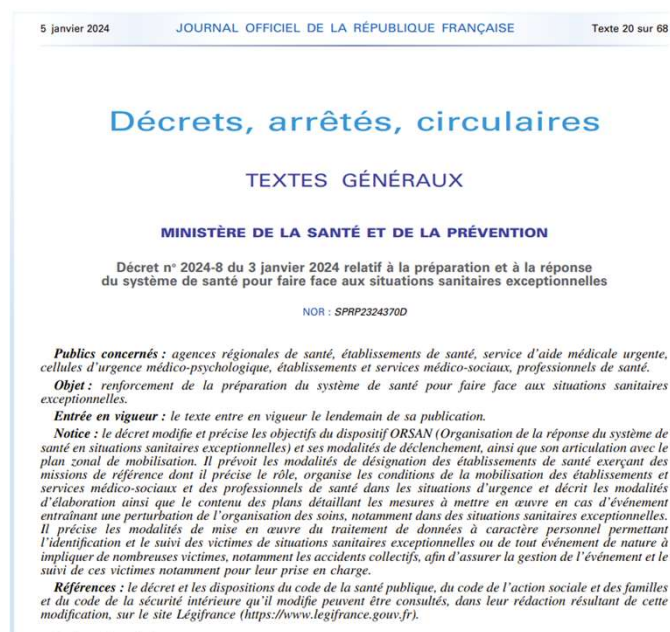 5 janvier 2024 JOURNAL OFFICIEL DE LA RÉPUBLIQUE FRANÇAISE Texte 20 sur 68
Décrets, arrêtés, circulaires
TEXTES GÉNÉRAUX
MINISTÈRE DE LA SANTÉ ET DE LA PRÉVENTION
Décret nᵒ 2024-8 du 3 janvier 2024 relatif à la préparation et à la réponse
du système de santé pour faire face aux situations sanitaires exceptionnelles
NOR : SPRP2324370D
Publics concernés : agences régionales de santé, établissements de santé, service d'aide médicale urgente,
cellules d'urgence médico-psychologique, établissements et services médico-sociaux, professionnels de santé.
Objet : renforcement de la préparation du système de santé pour faire face aux situations sanitaires
exceptionnelles.
Entrée en vigueur : le texte entre en vigueur le lendemain de sa publication.
Notice : le décret modifie et précise les objectifs du dispositif ORSAN (Organisation de la réponse du système de
santé en situations sanitaires exceptionnelles) et ses modalités de déclenchement, ainsi que son articulation avec le
plan zonal de mobilisation. Il prévoit les modalités de désignation des établissements de santé exerçant des
missions de référence dont il précise le rôle, organise les conditions de la mobilisation des établissements et
services médico-sociaux et des professionnels de santé dans les situations d'urgence et décrit les modalités
d'élaboration ainsi que le contenu des plans détaillant les mesures à mettre en œuvre en cas d'événement
entraînant une perturbation de l'organisation des soins, notamment dans des situations sanitaires exceptionnelles.
Il précise les modalités de mise en œuvre du traitement de données à caractère personnel permettant
l'identification et le suivi des victimes de situations sanitaires exceptionnelles ou de tout événement de nature à
impliquer de nombreuses victimes, notamment les accidents collectifs, afin d'assurer la gestion de l'événement et le
suivi de ces victimes notamment pour leur prise en charge.
Références : le décret et les dispositions du code de la santé publique, du code de l'action sociale et des familles
et du code de la sécurité intérieure qu'il modifie peuvent être consultés, dans leur rédaction résultant de cette
modification, sur le site Légifrance (https://www.legifrance.gouv.fr).